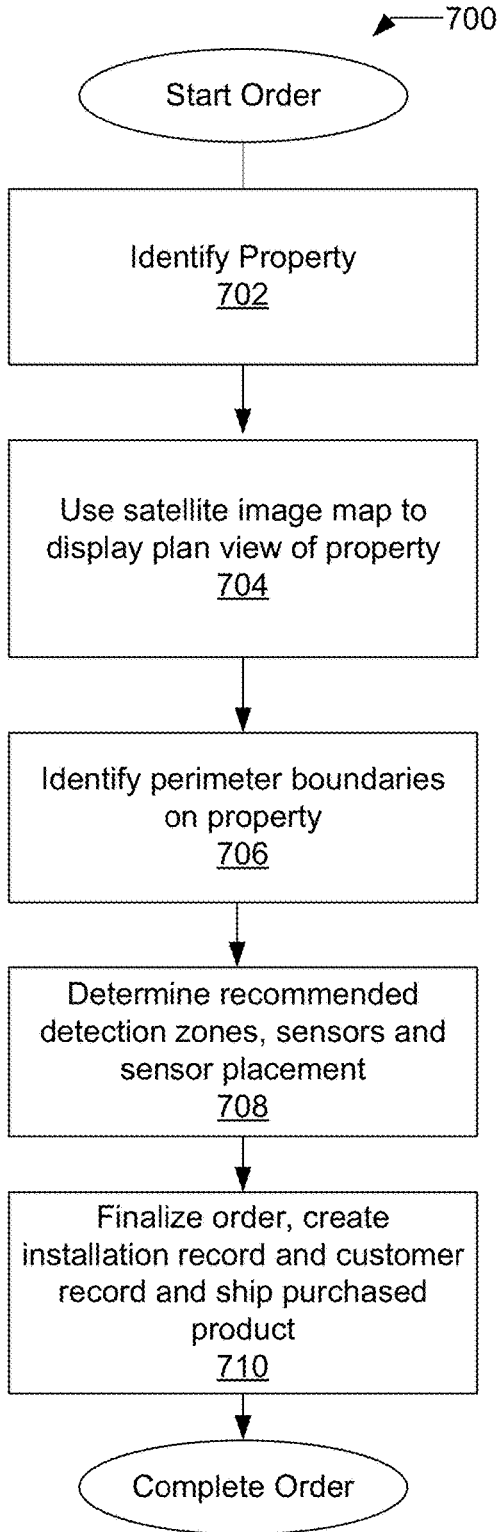 700
Start Order
Identify Property
702
Use satellite image map to
display plan view of property
704
Identify perimeter boundaries
on property
706
Determine recommended
detection zones, sensors and
sensor placement
708
Finalize order, create
installation record and customer
record and ship purchased
product
710
Complete Order